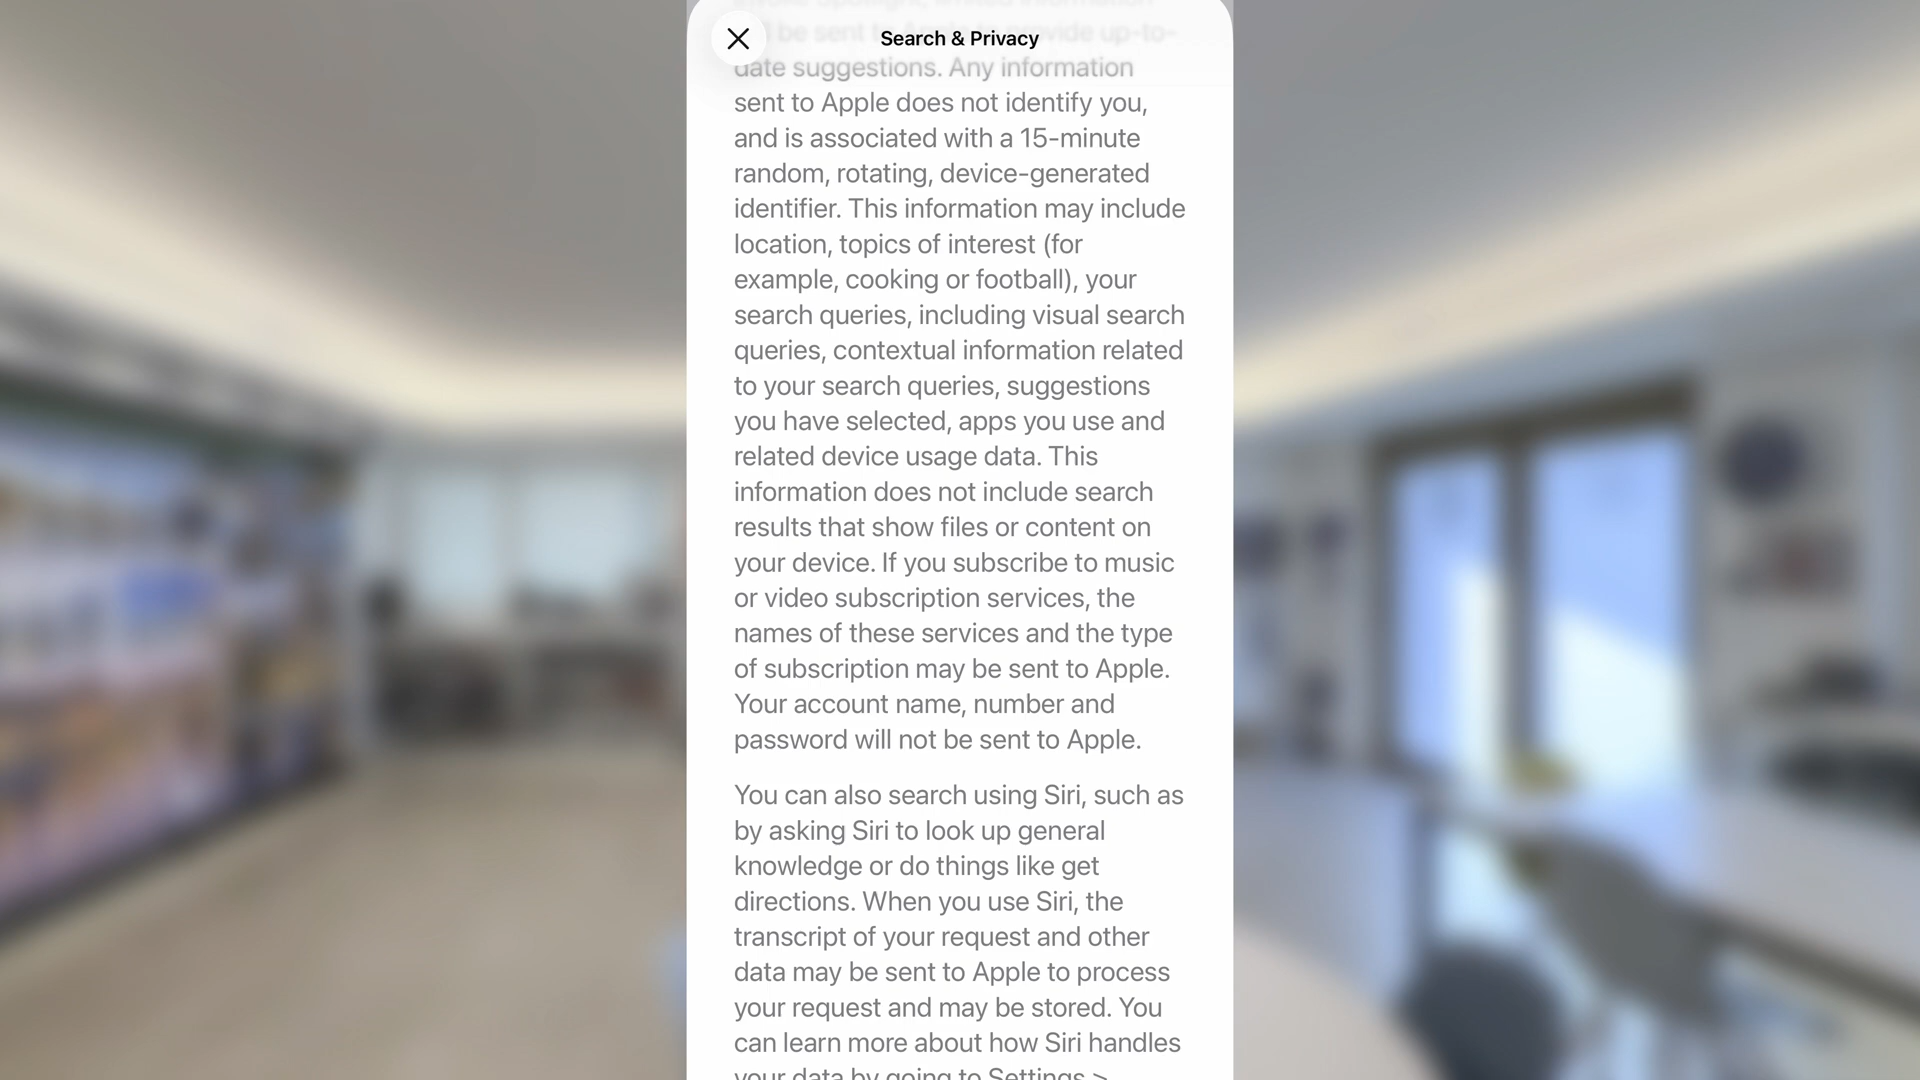 Search & Privacy
date suggestions. Any information
sent to Apple does not identify you,
and is associated with a 15-minute
random, rotating, device-generated
identifier. This information may include
location, topics of interest (for
example, cooking or football), your
search queries, including visual search
queries, contextual information related
to your search queries, suggestions
you have selected, apps you use and
related device usage data. This
information does not include search
results that show files or content on
your device. If you subscribe to music
or video subscription services, the
names of these services and the type
of subscription may be sent to Apple.
Your account name, number and
password will not be sent to Apple.
You can also search using Siri, such as
by asking Siri to look up general
knowledge or do things like get
directions. When you use Siri, the
transcript of your request and other
data may be sent to Apple to process
your request and may be stored. You
can learn more about how Siri handles
your data by going to Settings >